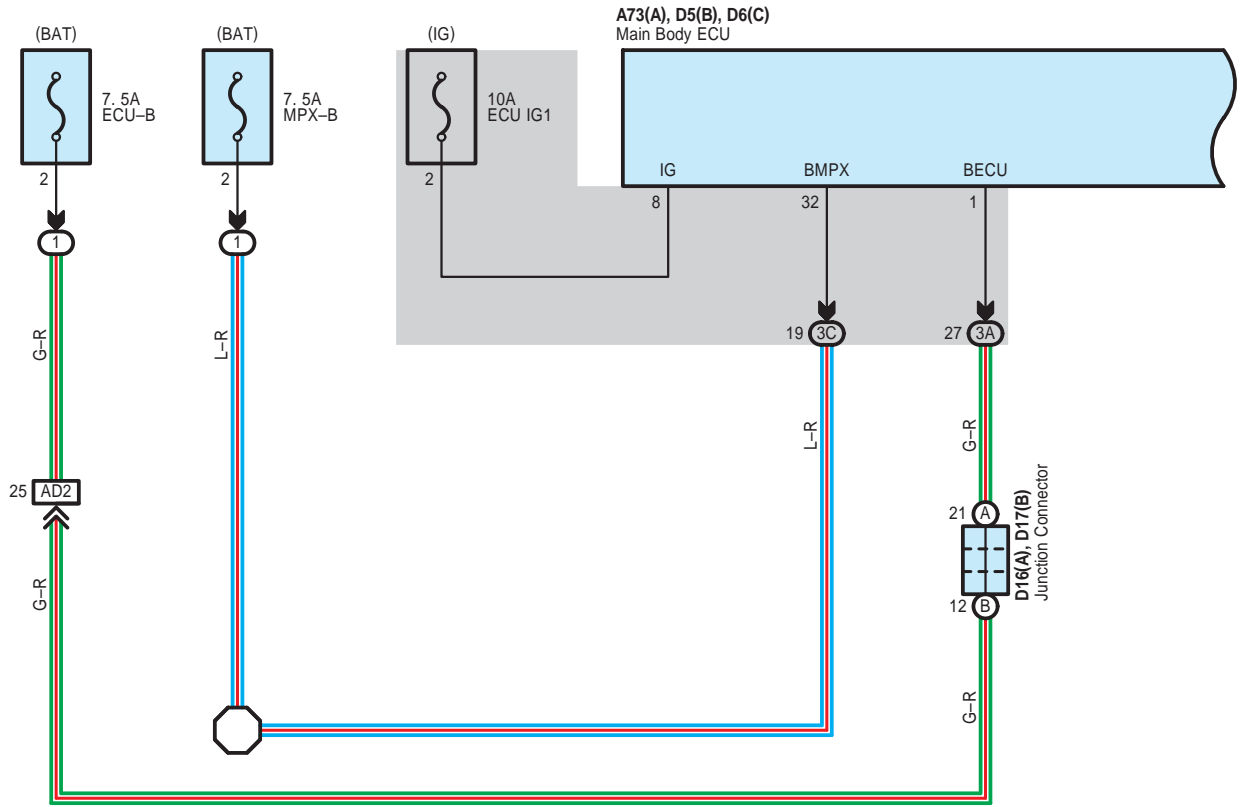 A73(A), D5(B), D6(C)
Main Body ECU
(BAT)
(BAT)
(IG)
7. 5A
ECU–B
7. 5A
MPX–B
10A
ECU IG1
IG
BMPX
BECU
2
2
2
8
32
1
1
1
19
3C
27
3A
G–R
L–R
L–R
G–R
25
AD2
21
A
D16(A), D17(B)
Junction Connector
12
B
G–R
G–R